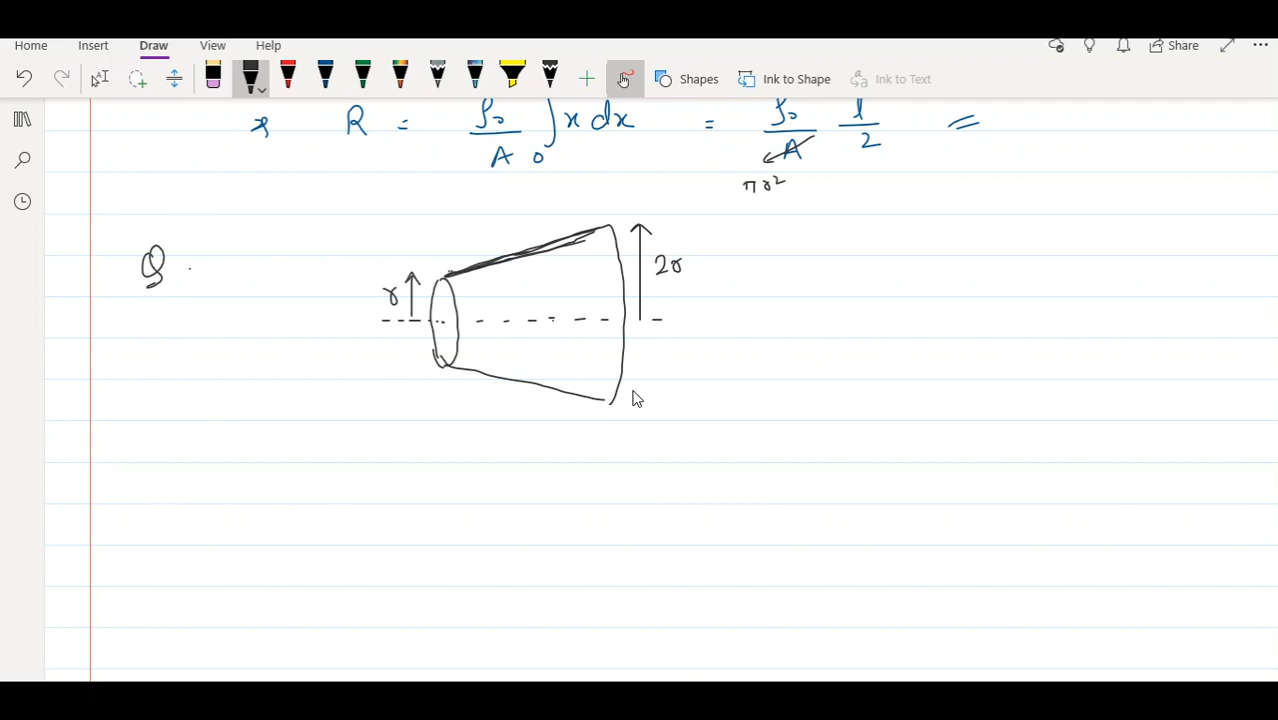 Home Insert Draw View Help Share
Ink to Shape Ink to Text Shapes
R = ρ₀/A ∫₀ x dx = ρ₀/A l/2 =
πr²
Q.
r
2r